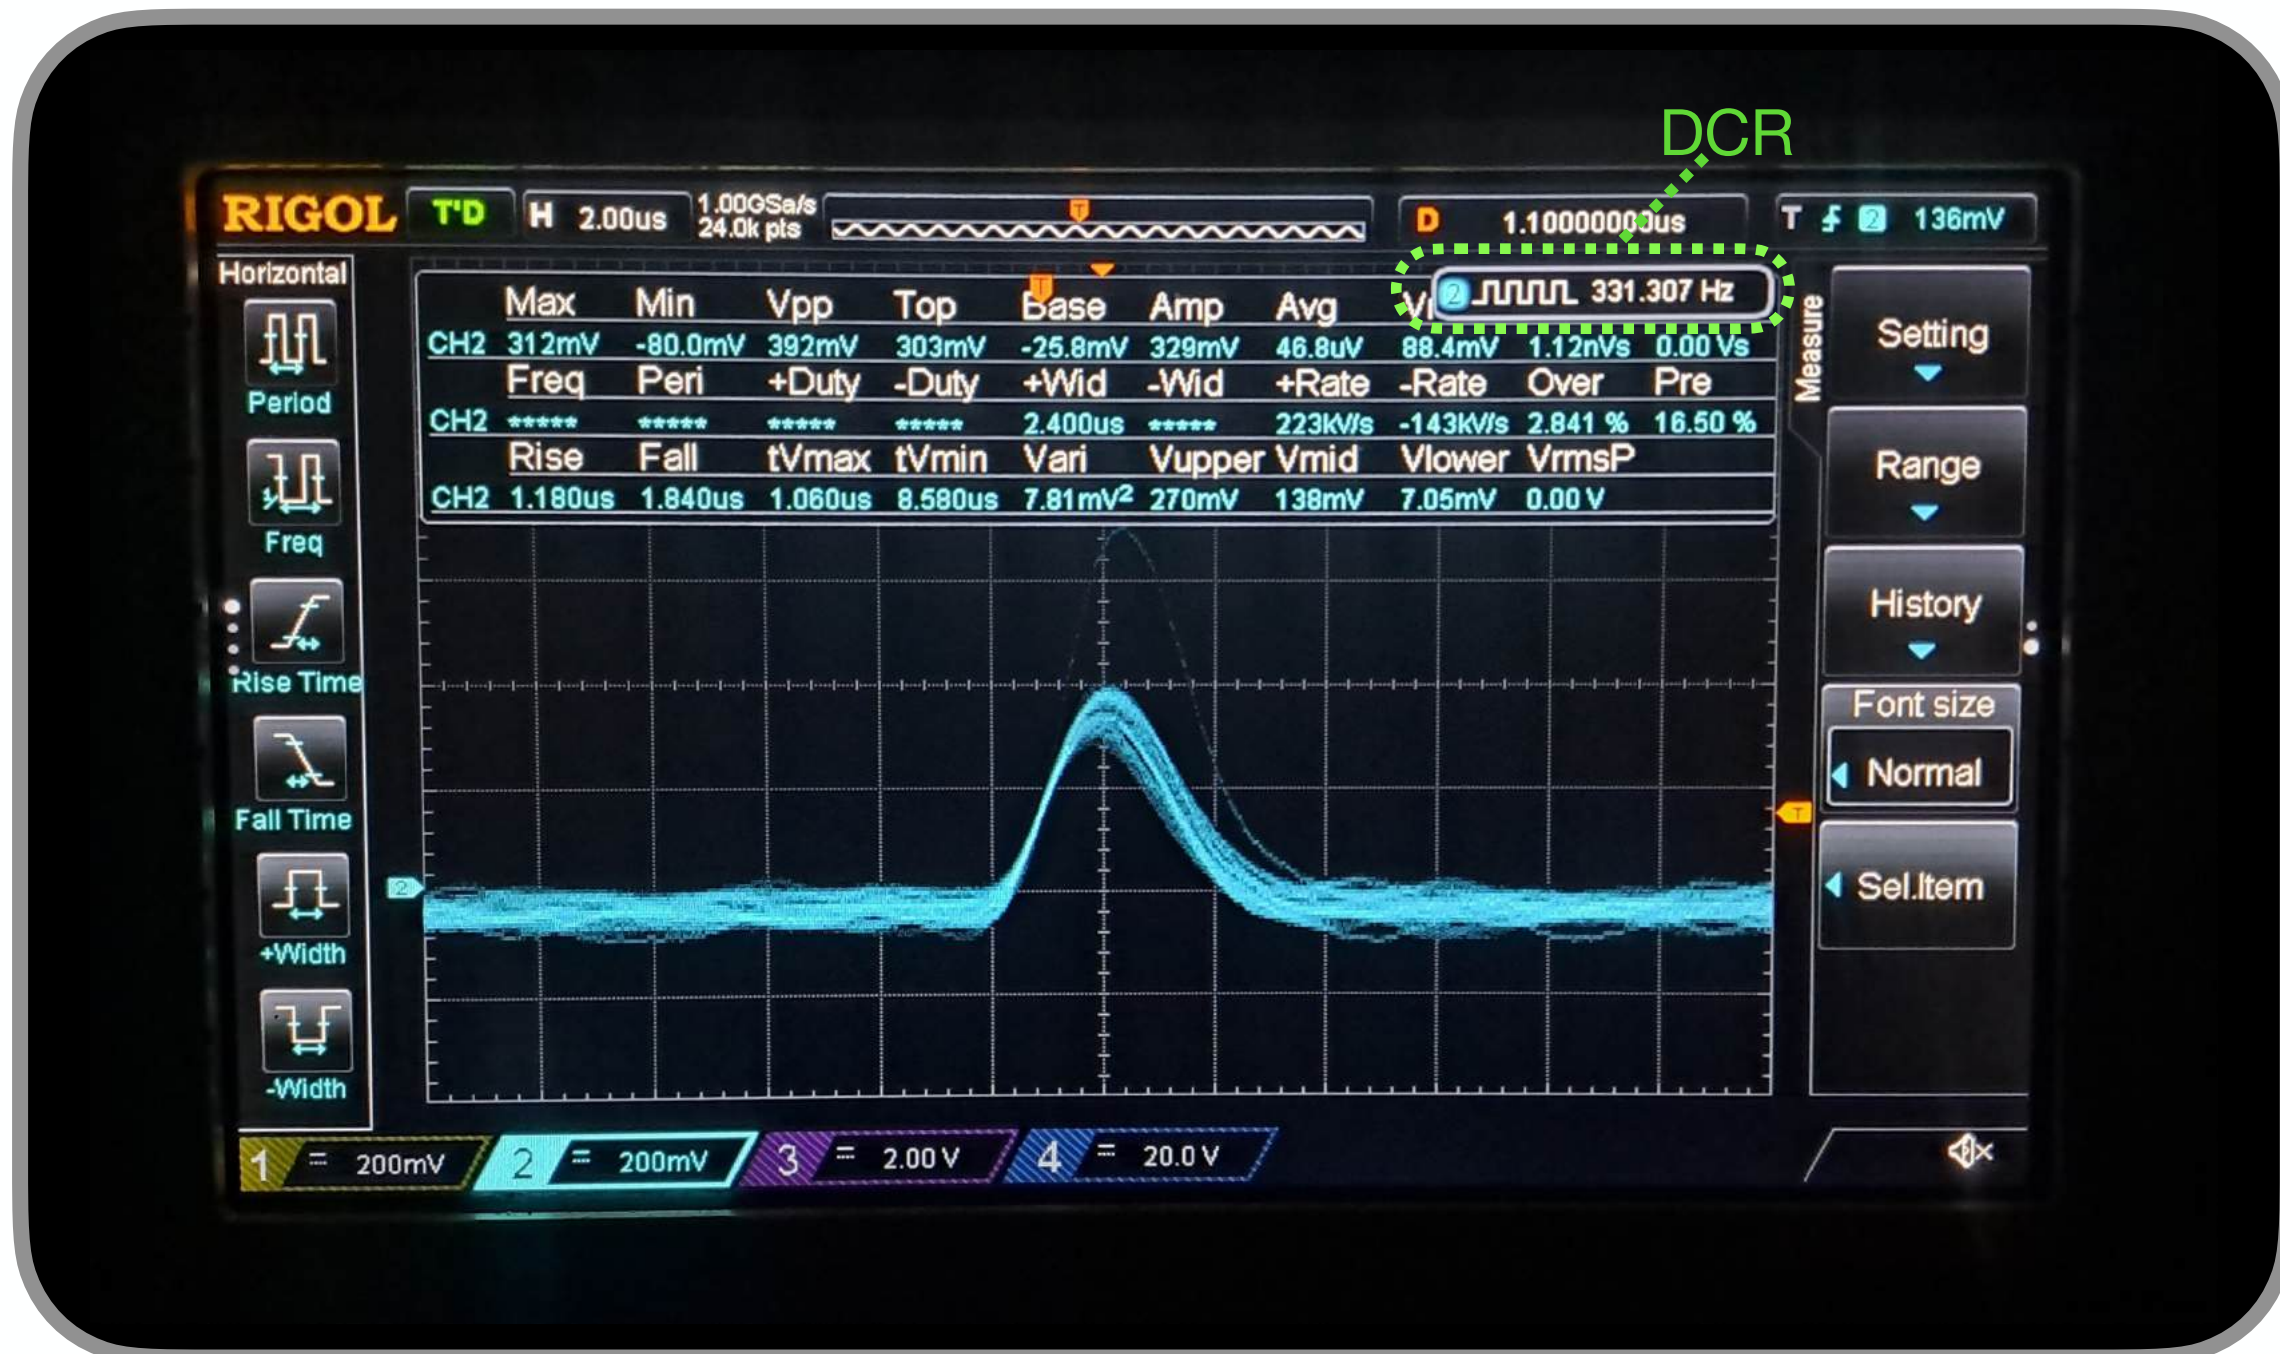 DCR
RIGOL T'D H 2.00us 1.00GSa/s 24.0k pts T D 1.10000000us T 2 136mV
Horizontal
Period
Freq
Rise Time
Fall Time
+Width
-Width
Max Min Vpp Top Base Amp Avg 2 331.307 Hz
CH2 312mV -80.0mV 392mV 303mV -25.8mV 329mV 46.8uV 88.4mV 1.12nVs 0.00 Vs
Freq Peri +Duty -Duty +Wid -Wid +Rate -Rate Over Pre
CH2 ***** ***** ***** ***** 2.400us ***** 223kV/s -143kV/s 2.841 % 16.50 %
Rise Fall tVmax tVmin Vari Vupper Vmid Vlower VrmsP
CH2 1.180us 1.840us 1.060us 8.580us 7.81mV² 270mV 138mV 7.05mV 0.00 V
T
2
T
Measure
Setting
Range
History
Font size
Normal
Sel.Item
1 200mV 2 200mV 3 2.00 V 4 20.0 V